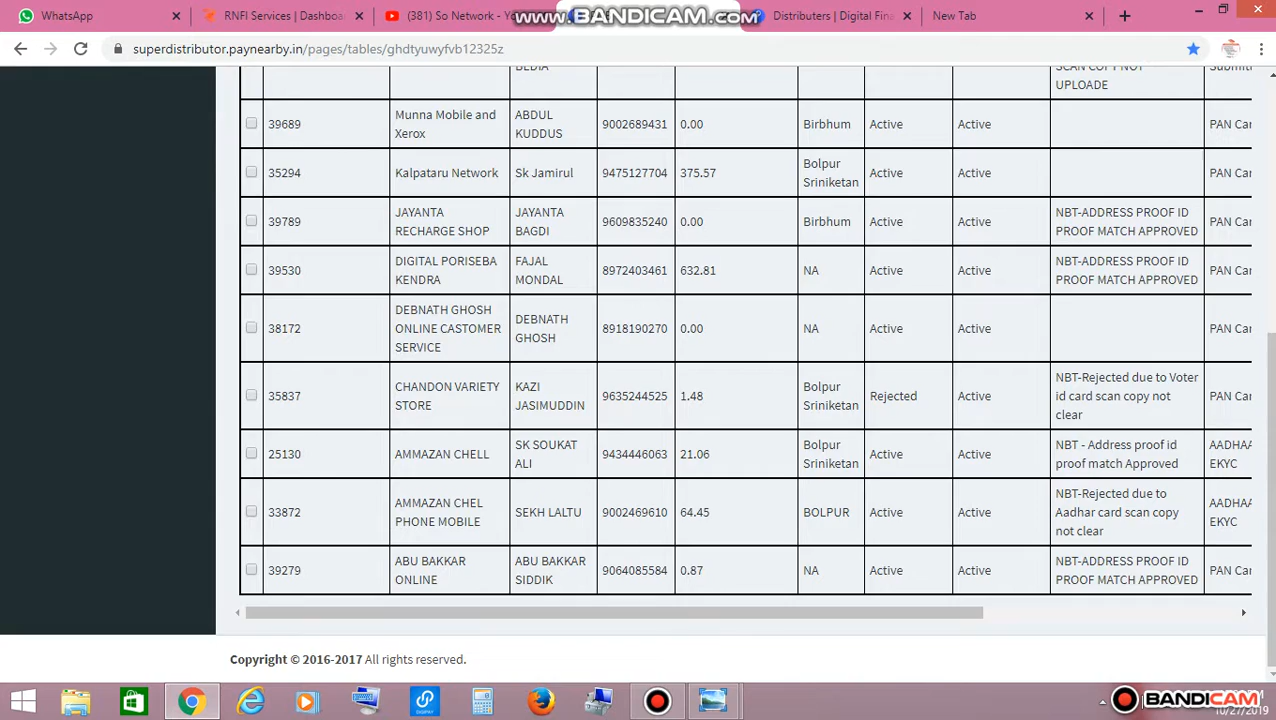 WhatsApp × RNFI Services | Dashboa × (381) So Network - Yo www.BANDICAM.com Distributers | Digital Fina × New Tab ×
superdistributor.paynearby.in/pages/tables/ghdtyuwyfvb12325z
BEDIA SCAN COPY NOT Submitt
UPLOADE
39689 Munna Mobile and ABDUL 9002689431 0.00 Birbhum Active Active PAN Car
Xerox KUDDUS
35294 Kalpataru Network Sk Jamirul 9475127704 375.57 Bolpur Active Active PAN Car
Sriniketan
39789 JAYANTA JAYANTA 9609835240 0.00 Birbhum Active Active NBT-ADDRESS PROOF ID PAN Car
RECHARGE SHOP BAGDI PROOF MATCH APPROVED
39530 DIGITAL PORISEBA FAJAL 8972403461 632.81 NA Active Active NBT-ADDRESS PROOF ID PAN Car
KENDRA MONDAL PROOF MATCH APPROVED
DEBNATH GHOSH
38172 ONLINE CASTOMER DEBNATH GHOSH 8918190270 0.00 NA Active Active PAN Car
SERVICE
NBT-Rejected due to Voter
35837 CHANDON VARIETY KAZI 9635244525 1.48 Bolpur Rejected Active id card scan copy not PAN Car
STORE JASIMUDDIN Sriniketan clear
25130 AMMAZAN CHELL SK SOUKAT 9434446063 21.06 Bolpur Active Active NBT - Address proof id AADHAA
ALI Sriniketan proof match Approved EKYC
NBT-Rejected due to
33872 AMMAZAN CHEL SEKH LALTU 9002469610 64.45 BOLPUR Active Active Aadhar card scan copy AADHAA
PHONE MOBILE not clear EKYC
39279 ABU BAKKAR ABU BAKKAR 9064085584 0.87 NA Active Active NBT-ADDRESS PROOF ID PAN Car
ONLINE SIDDIK PROOF MATCH APPROVED
Copyright © 2016-2017 All rights reserved.
DIGIPAY BANDICAM
10/27/2019